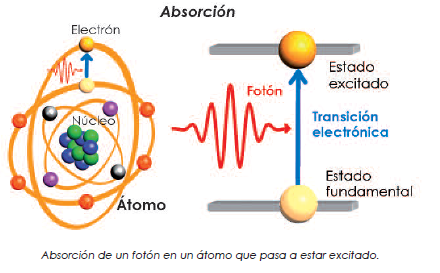 Absorción
Electrón
Núcleo
Átomo
Fotón
Estado
excitado
Transición
electrónica
Estado
fundamental
Absorción de un fotón en un átomo que pasa a estar excitado.